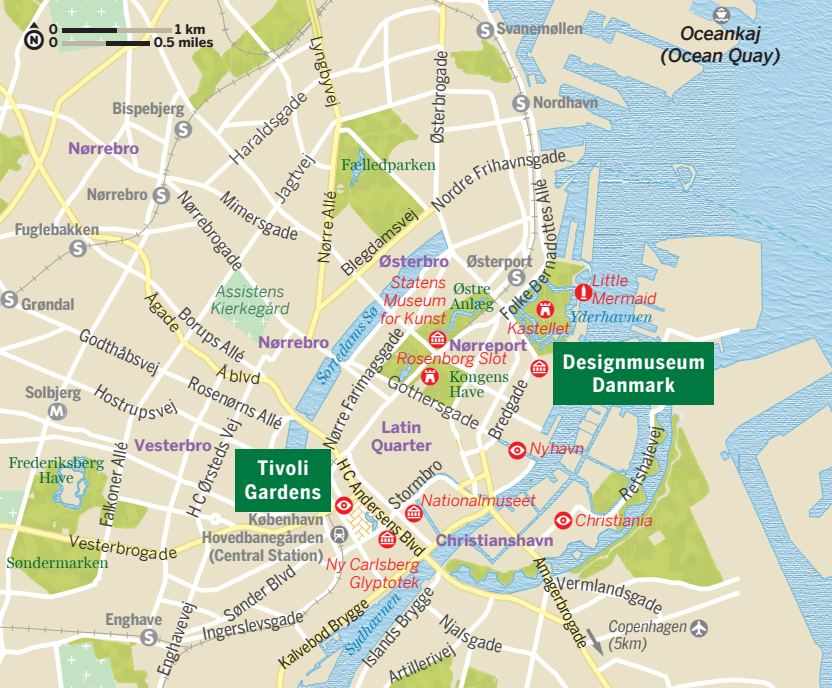 N
0 1 km
0 0.5 miles
Svanemøllen
S
Oceankaj
(Ocean Quay)
Lyngbyvej
Østerbrogade
S
Nordhavn
Bispebjerg
S
Haraldsgade
Nørrebro
Fælledparken
Jagtvej
Nordre Frihavnsgade
Nørrebro
S
Mimersgade
Nørrebrogade
Nørre Allé
Blegdamsvej
Folke Bernadottes Allé
Fuglebakken
S
Østerbro
Østerport
S
Statens
Museum
for Kunst
Østre
Anlæg
Little
Mermaid
Kastellet
Yderhavnen
S
Grøndal
Ågade
Assistens
Kierkegård
Borups Allé
Godthåbsvej
Nørrebro
Sortedams Sø
Nørreport
Rosenborg Slot
Kongens
Have
Designmuseum
Danmark
Åblvd
Rosenørns Allé
Hostrupsvej
Nørre Farimagsgade
Gothersgade
Bredgade
Solbjerg
M
Latin
Quarter
Vesterbro
H C Ørsteds Vej
Nyhavn
Refshalevej
Frederiksberg
Have
Falkoner Allé
Tivoli
Gardens
HC Andersens Blvd
Stormbro
Nationalmuseet
Christiania
København
Hovedbanegården
(Central Station)
Vesterbrogade
Christianshavn
Søndermarken
Ny Carlsberg
Glyptotek
Amagerbrogade
Vermlandsgade
Sønder Blvd
Enghave
S
Enghavevej
Ingerslevsgade
Kalvebod Brygge
Sydhavnen
Islands Brygge
Njalsgade
Artillerivej
Copenhagen
(5km)